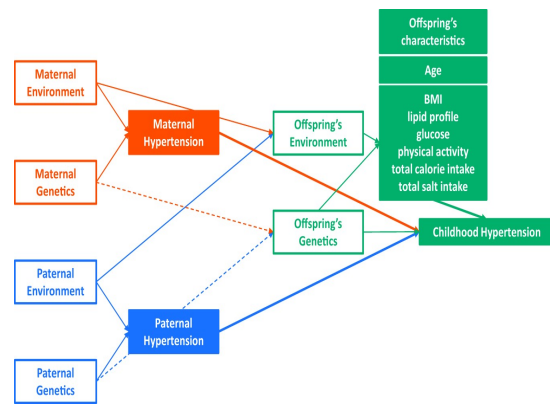 Offspring's
characteristics
Age
BMI
lipid profile
glucose
physical activity
total calorie intake
total salt intake
Maternal
Environment
Maternal
Hypertension
Maternal
Genetics
Offspring's
Environment
Offspring's
Genetics
Childhood Hypertension
Paternal
Environment
Paternal
Hypertension
Paternal
Genetics